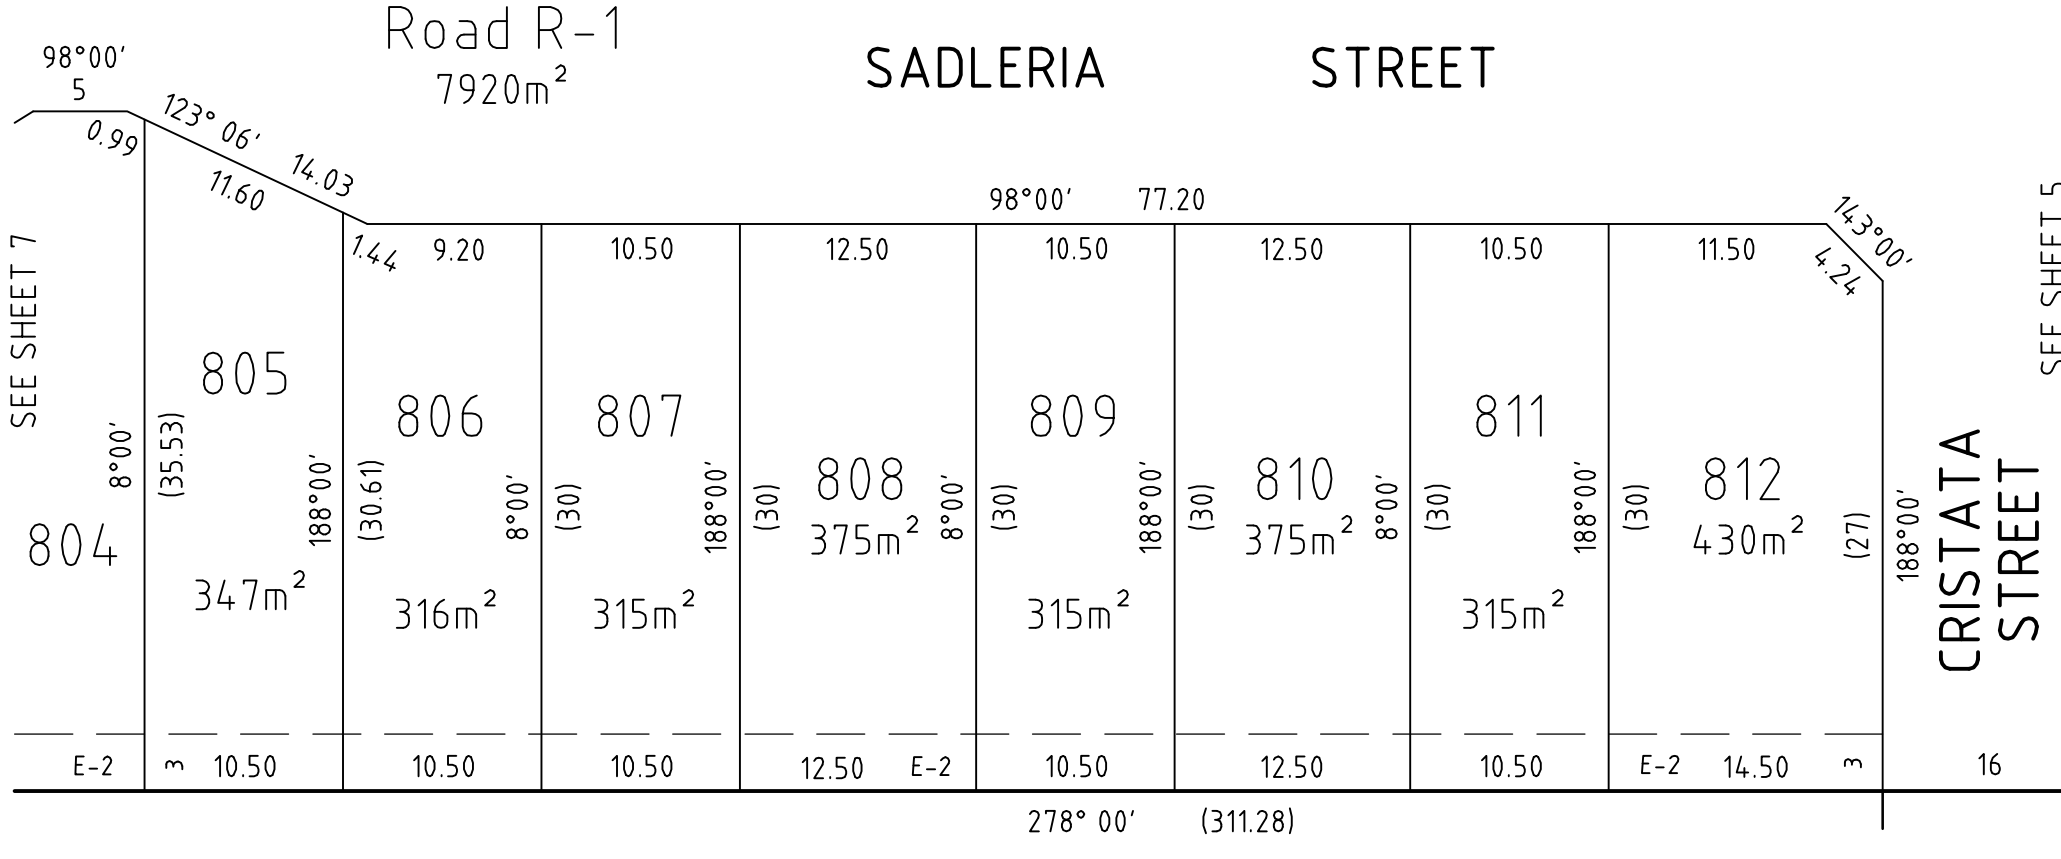 Road R-1
7920m²
SADLERIA STREET
98°00'
5
0.99
123° 06'
14.03
11.60
98°00' 77.20
143°00'
4.24
1.44
9.20
10.50
12.50
10.50
12.50
10.50
11.50
SEE SHEET 7
SEE SHEET 5
804
8°00'
(35.53)
805
347m²
188°00'
(30.61)
806
316m²
8°00'
(30)
807
315m²
188°00'
(30)
808
375m²
8°00'
(30)
809
315m²
188°00'
(30)
810
375m²
8°00'
(30)
811
315m²
188°00'
(30)
812
430m²
(27)
188°00'
CRISTATA
STREET
E-2
3
10.50
10.50
10.50
12.50
E-2
10.50
12.50
10.50
E-2
14.50
3
16
278° 00' (311.28)